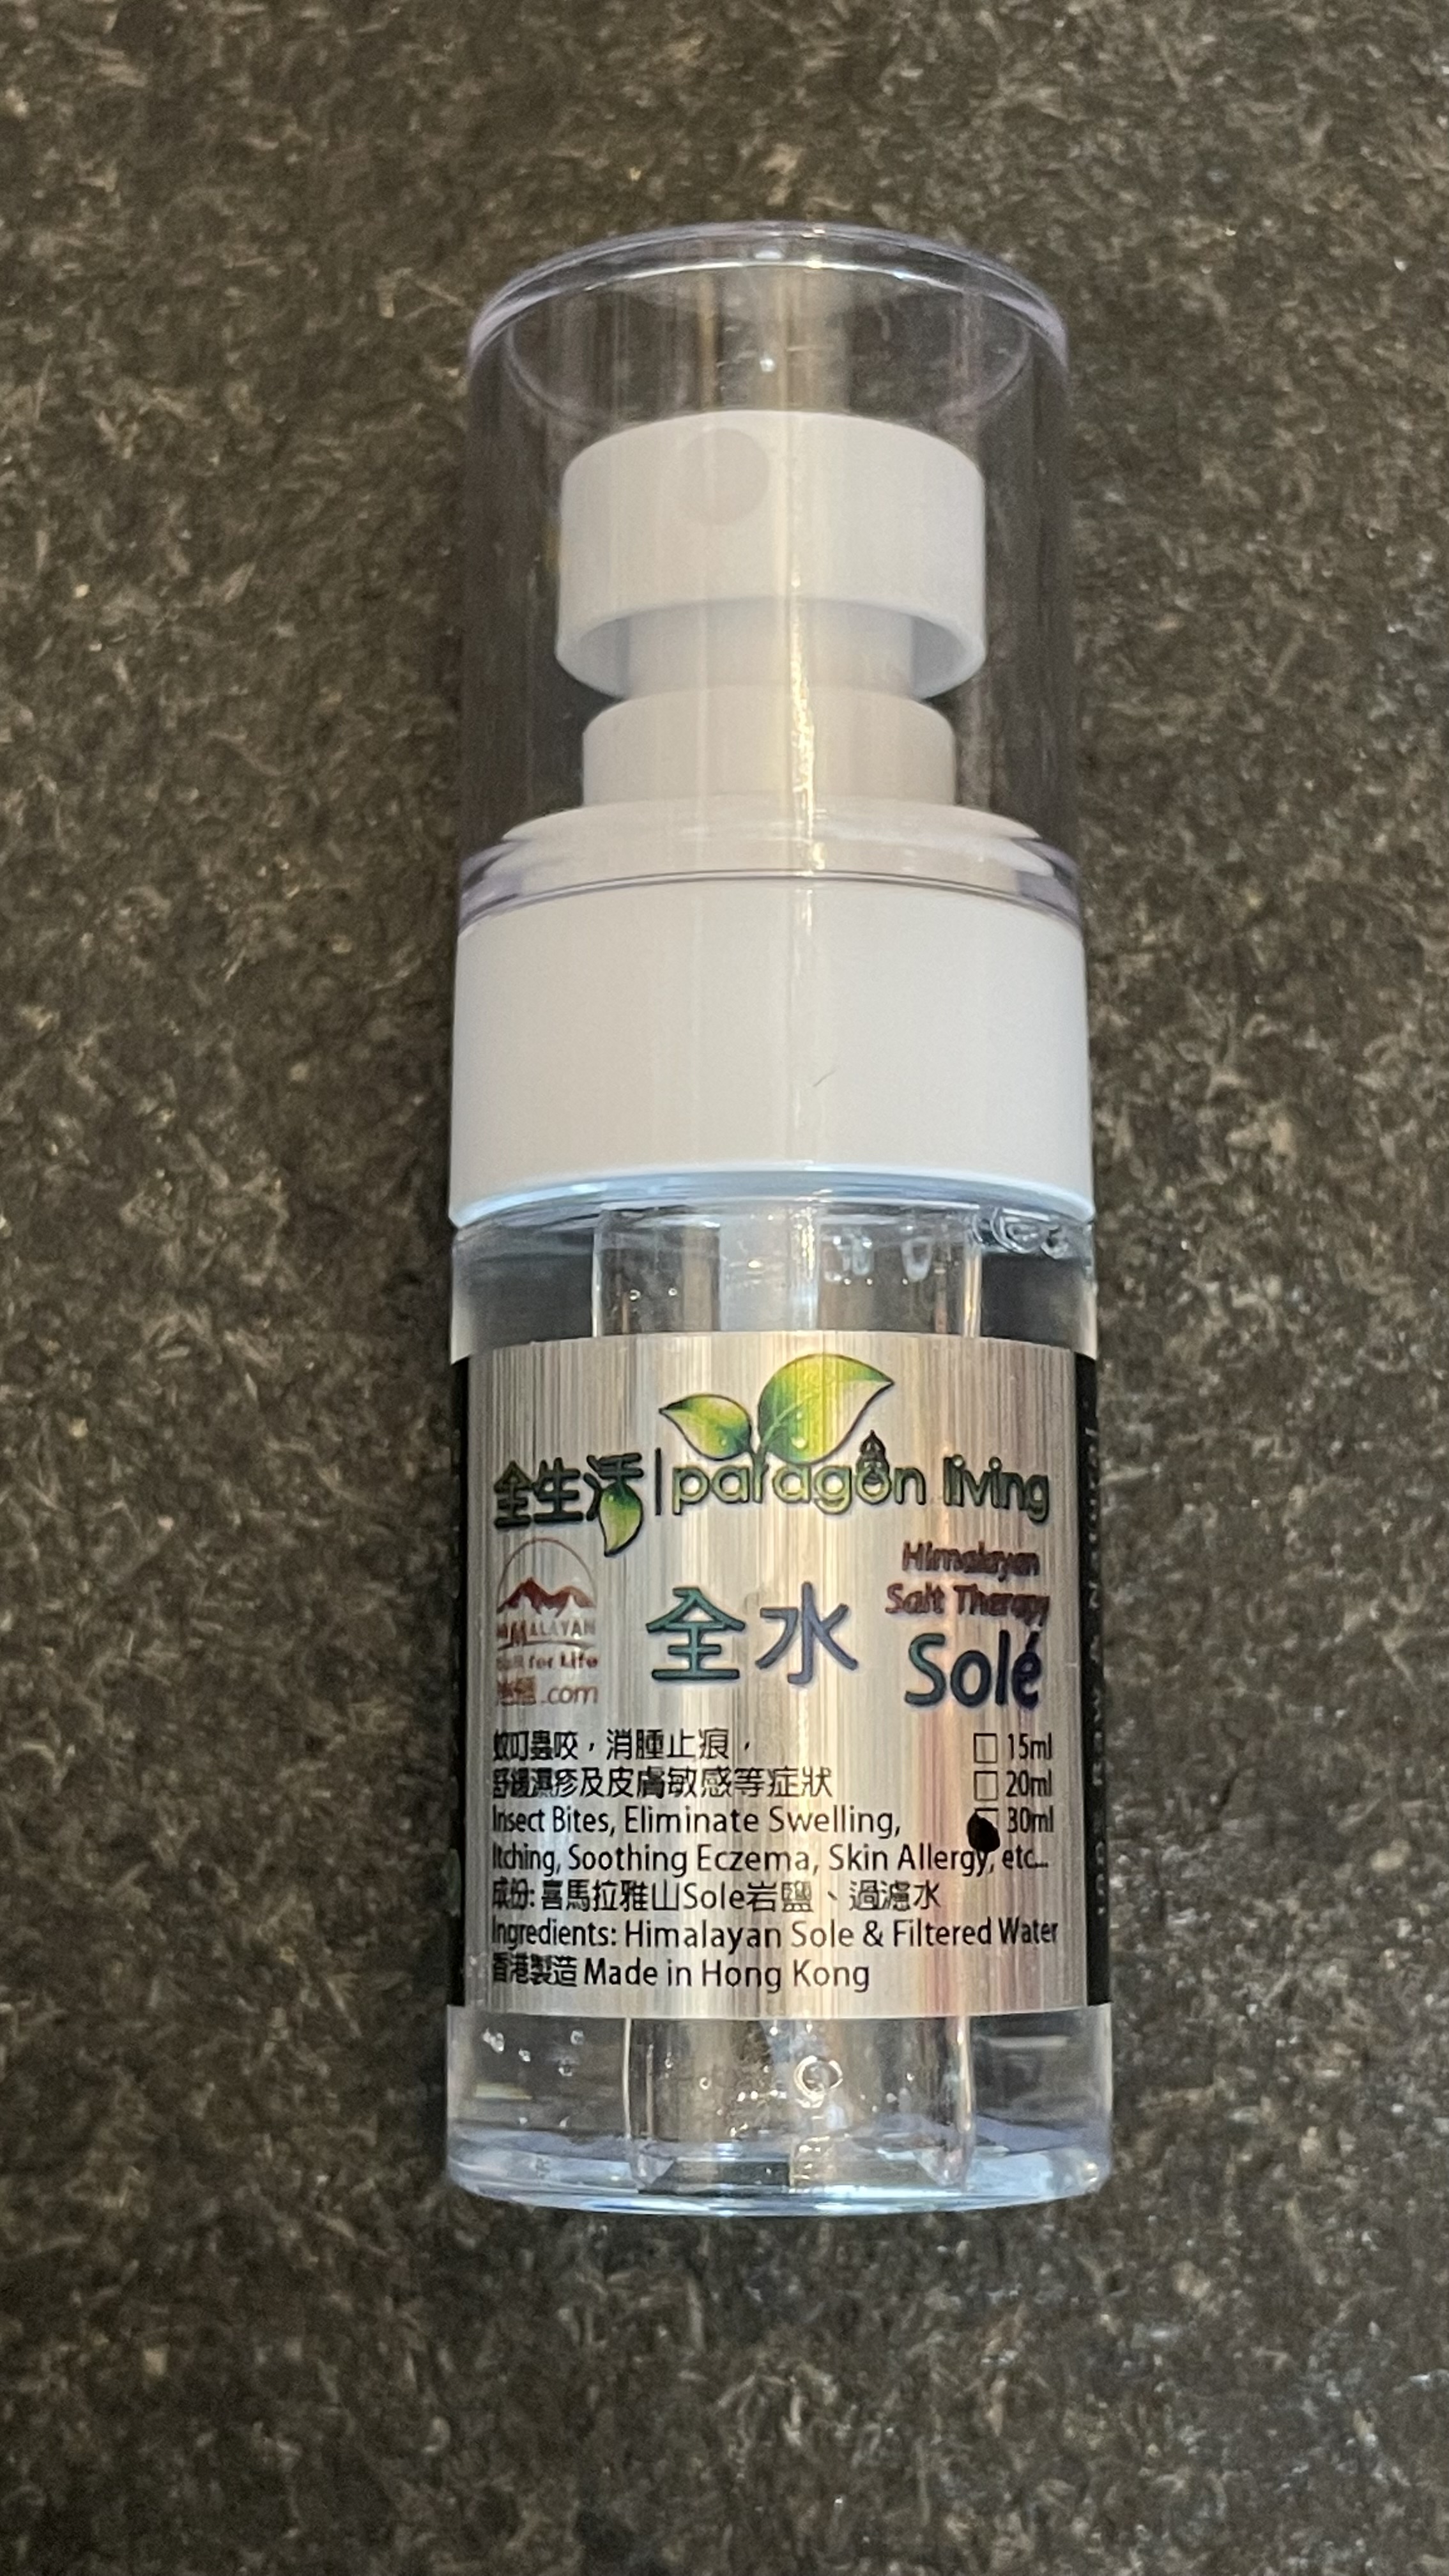 全生活 | paragon living
Himalayan
Salt Therapy
Solé
全水
HIMALAYAN
for Life
.com
蚊叮蟲咬，消腫止痕，
舒緩濕疹及皮膚敏感等症狀
Insect Bites, Eliminate Swelling,
Itching, Soothing Eczema, Skin Allergy, etc...
15ml
20ml
30ml
成份: 喜馬拉雅山Sole岩鹽、過濾水
Ingredients: Himalayan Sole & Filtered Water
香港製造 Made in Hong Kong